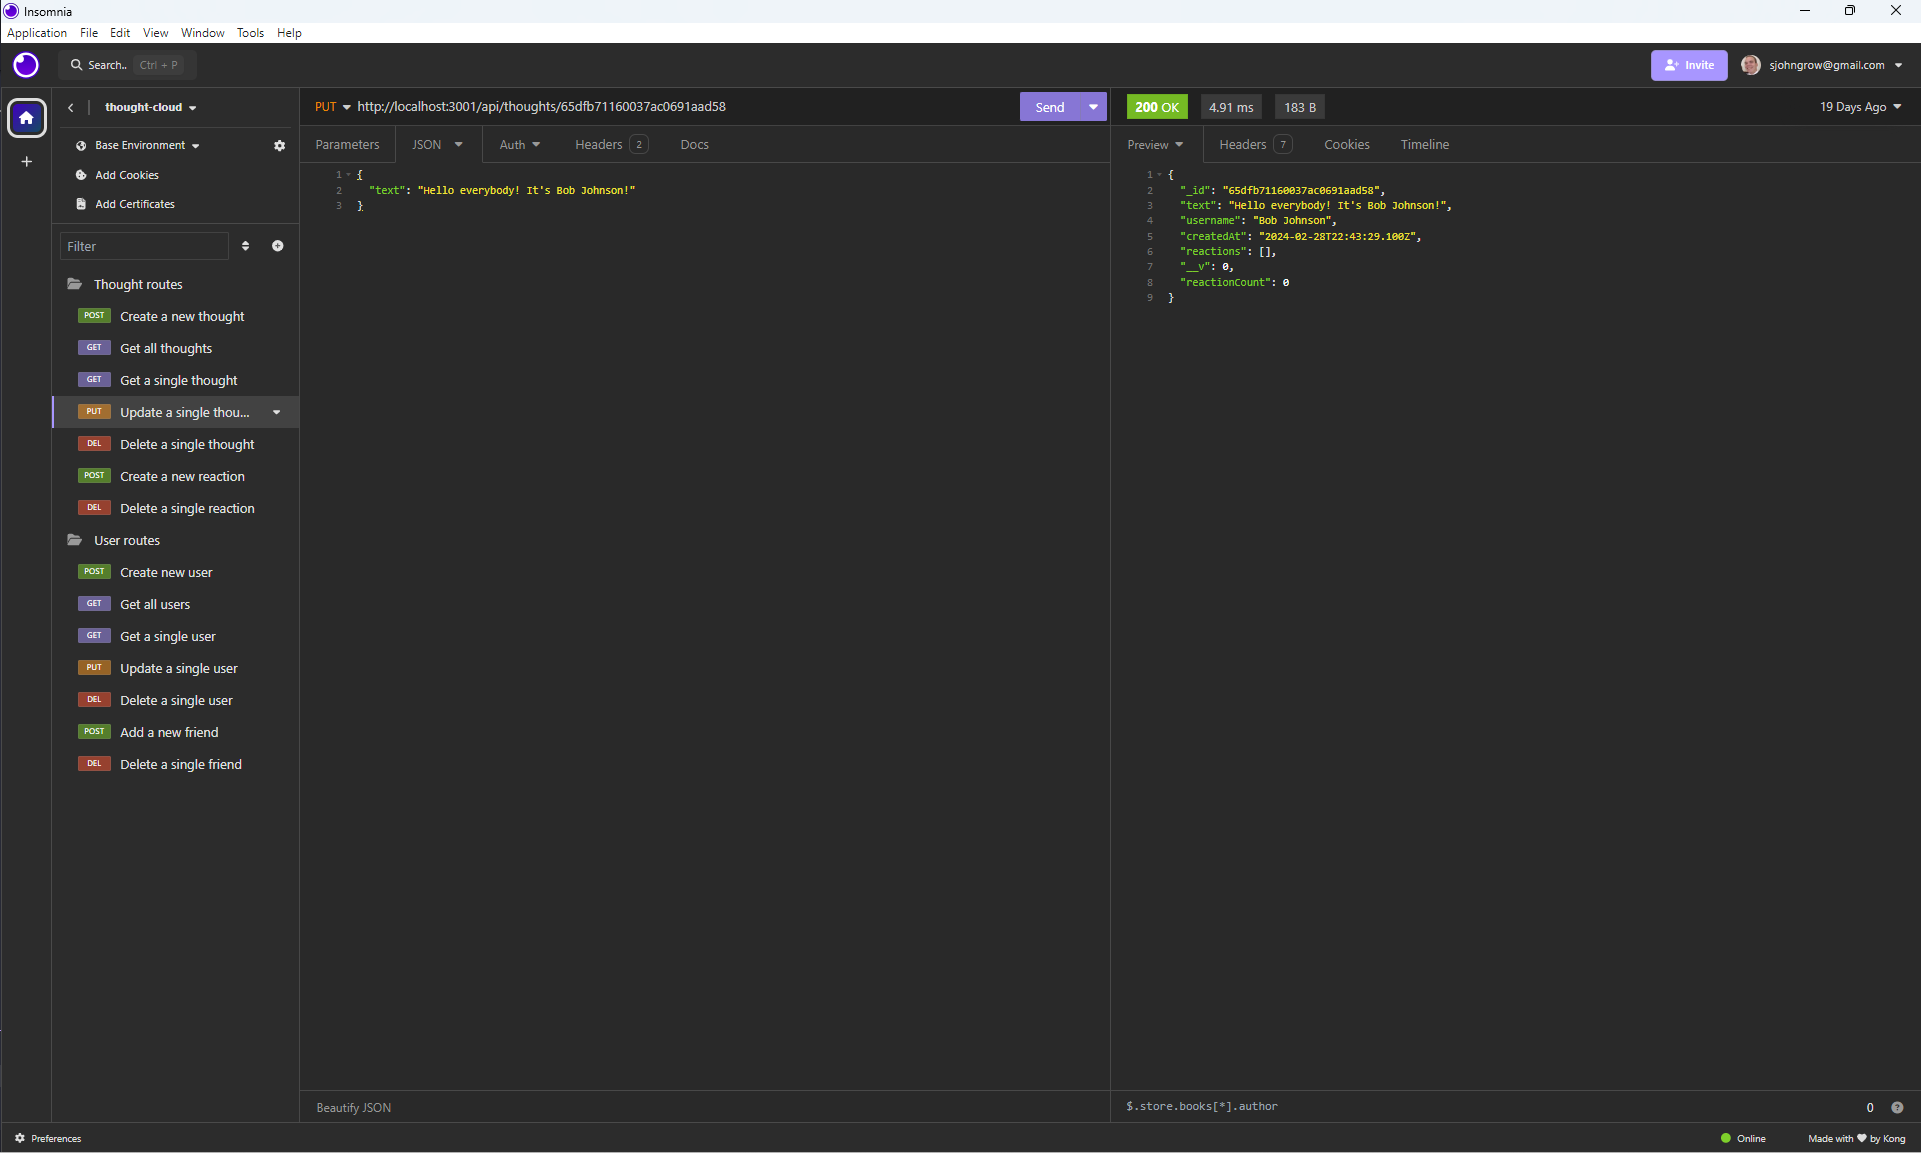 Insomnia
Application File Edit View Window Tools Help
Search.. Ctrl + P
Invite
sjohngrow@gmail.com
thought-cloud
Base Environment
Add Cookies
Add Certificates
Filter
Thought routes
POST Create a new thought
GET Get all thoughts
GET Get a single thought
PUT Update a single thou...
DEL Delete a single thought
POST Create a new reaction
DEL Delete a single reaction
User routes
POST Create new user
GET Get all users
GET Get a single user
PUT Update a single user
DEL Delete a single user
POST Add a new friend
DEL Delete a single friend
PUT http://localhost:3001/api/thoughts/65dfb71160037ac0691aad58 Send
Parameters JSON Auth Headers 2 Docs
1 {
2 "text": "Hello everybody! It's Bob Johnson!"
3 }
Beautify JSON
200 OK 4.91 ms 183 B 19 Days Ago
Preview Headers 7 Cookies Timeline
1 {
2 "_id": "65dfb71160037ac0691aad58",
3 "text": "Hello everybody! It's Bob Johnson!",
4 "username": "Bob Johnson",
5 "createdAt": "2024-02-28T22:43:29.100Z",
6 "reactions": [],
7 "__v": 0,
8 "reactionCount": 0
9 }
$.store.books[*].author 0 ?
Preferences
Online
Made with ♥ by Kong